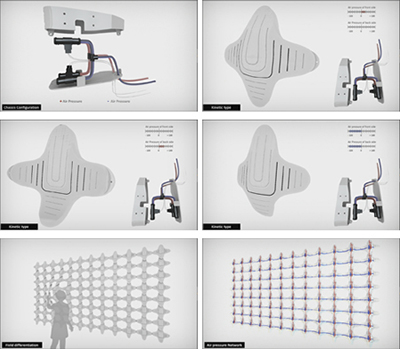 + Air Pressure
- Air Pressure
Chassis configuration
Air pressure of Front side
Air pressure of Back side
Kinetic type
Air pressure of Front side
Air pressure of Back side
Kinetic type
Air pressure of Front side
Air pressure of Back side
Kinetic type
Field differentiation
Air pressure Network